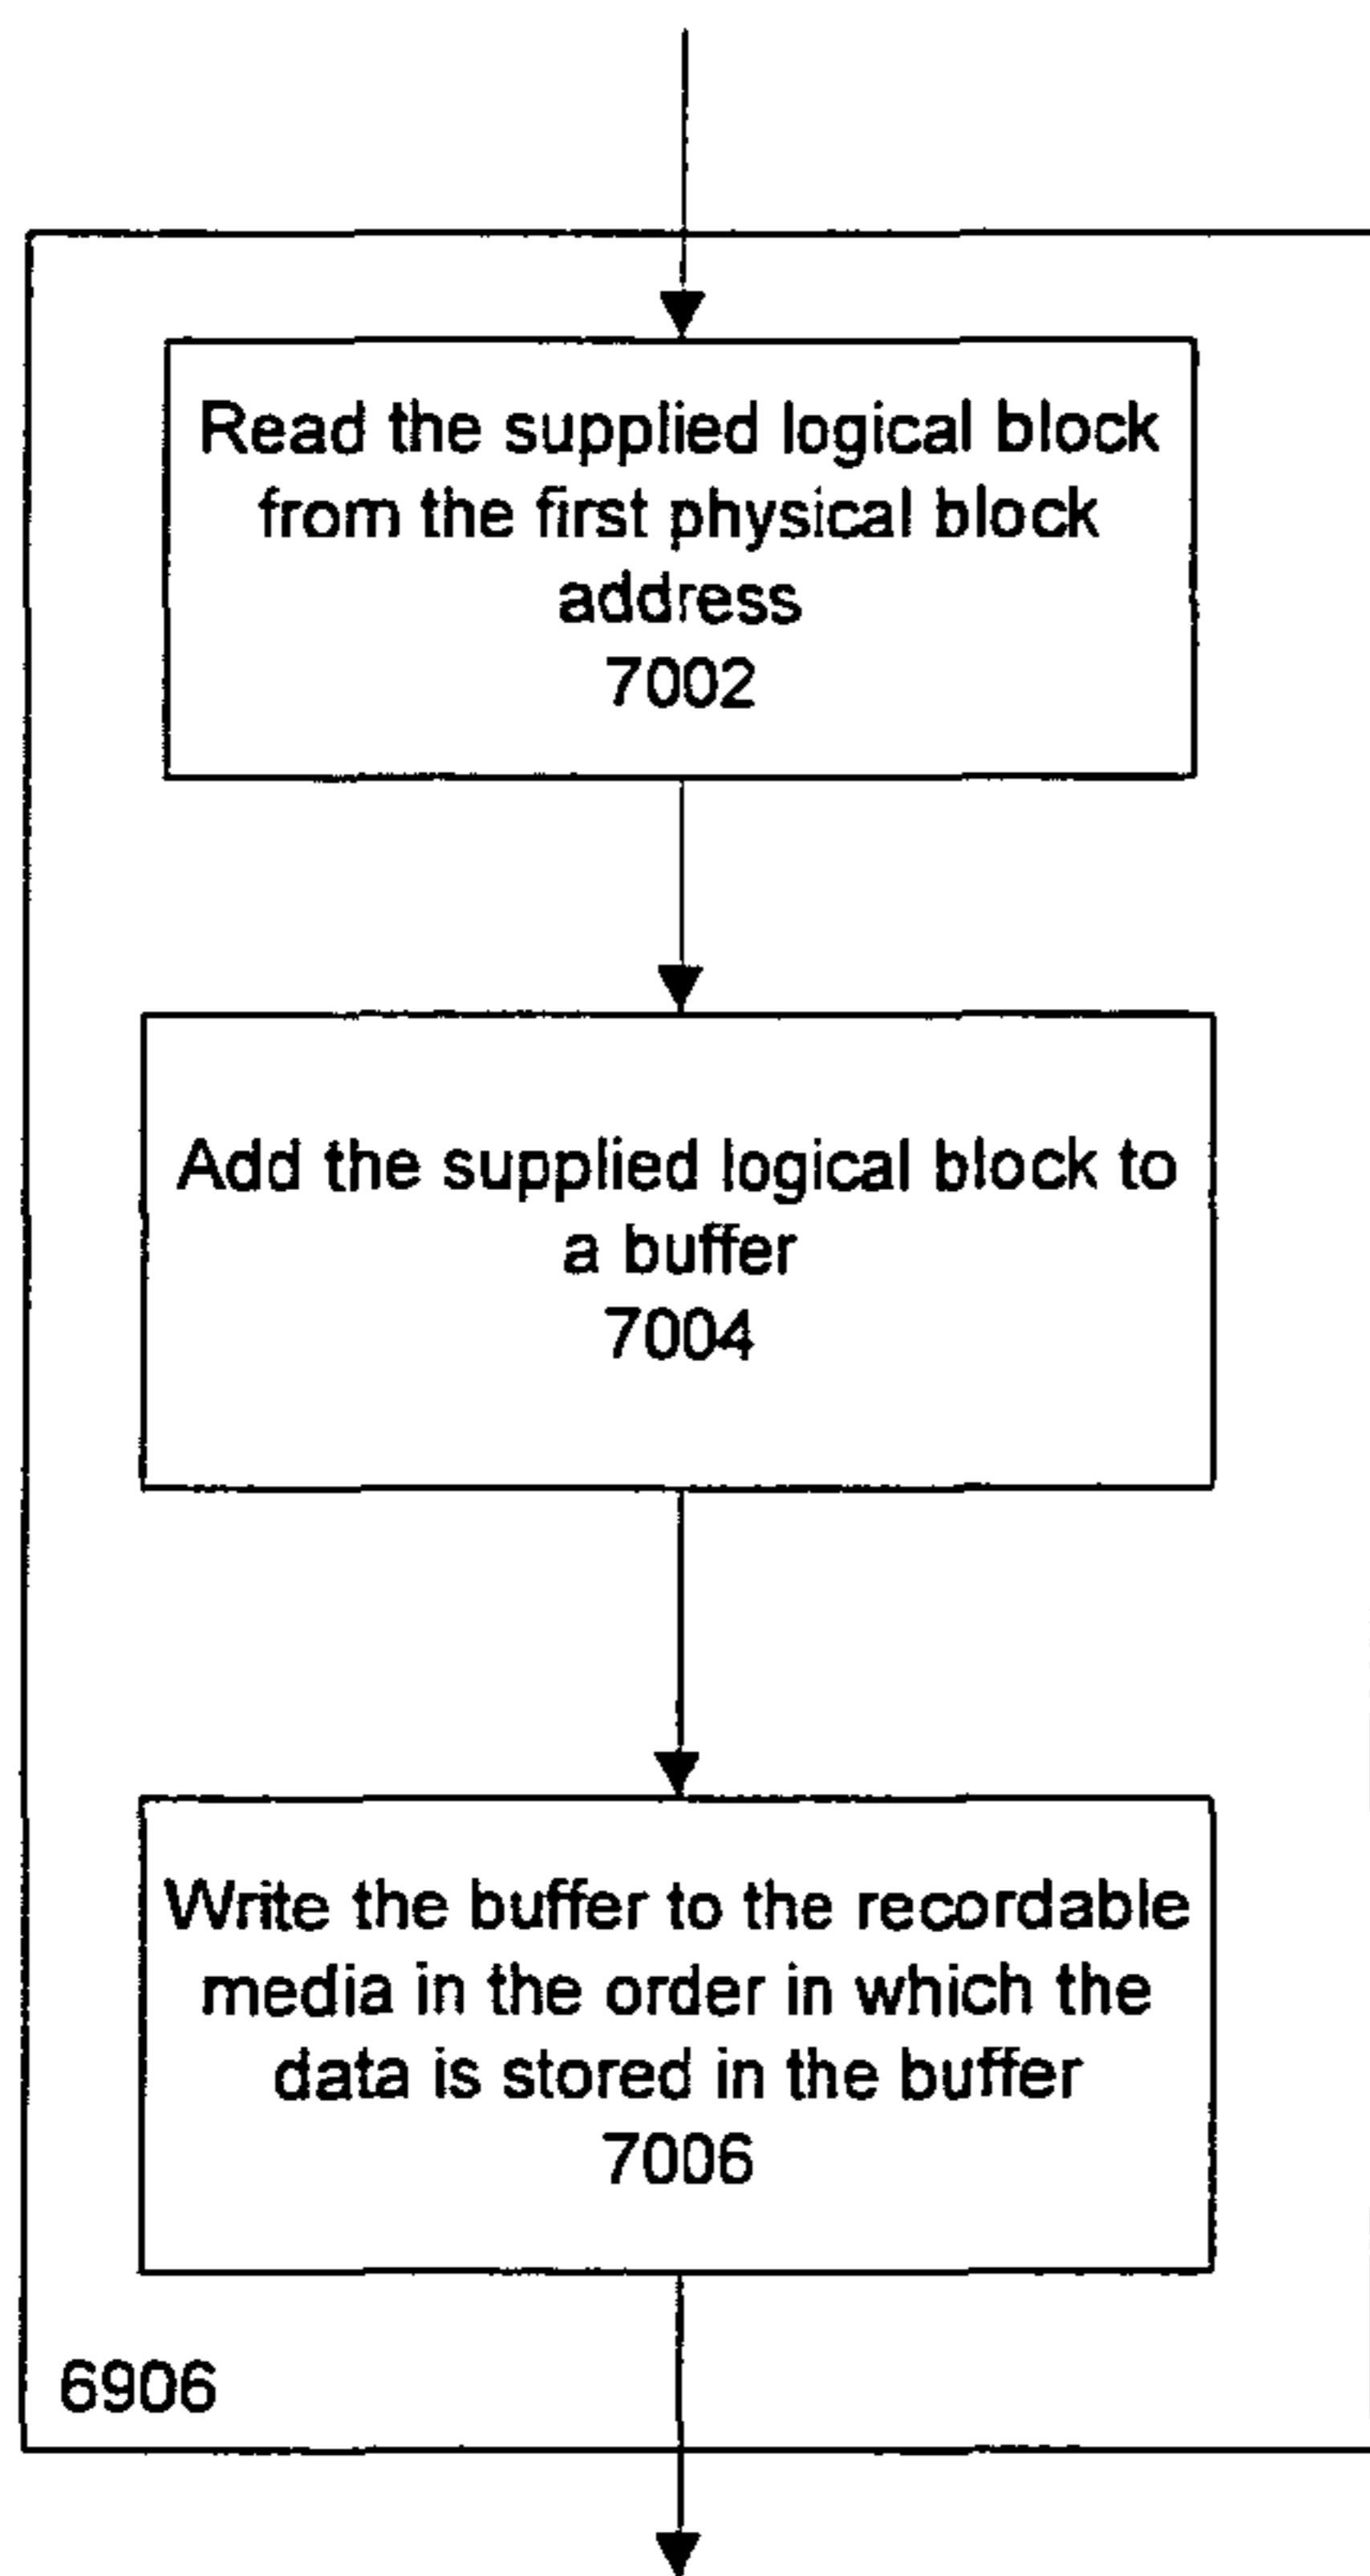 Read the supplied logical block
from the first physical block
address
7002
Add the supplied logical block to
a buffer
7004
Write the buffer to the recordable
media in the order in which the
data is stored in the buffer
7006
6906